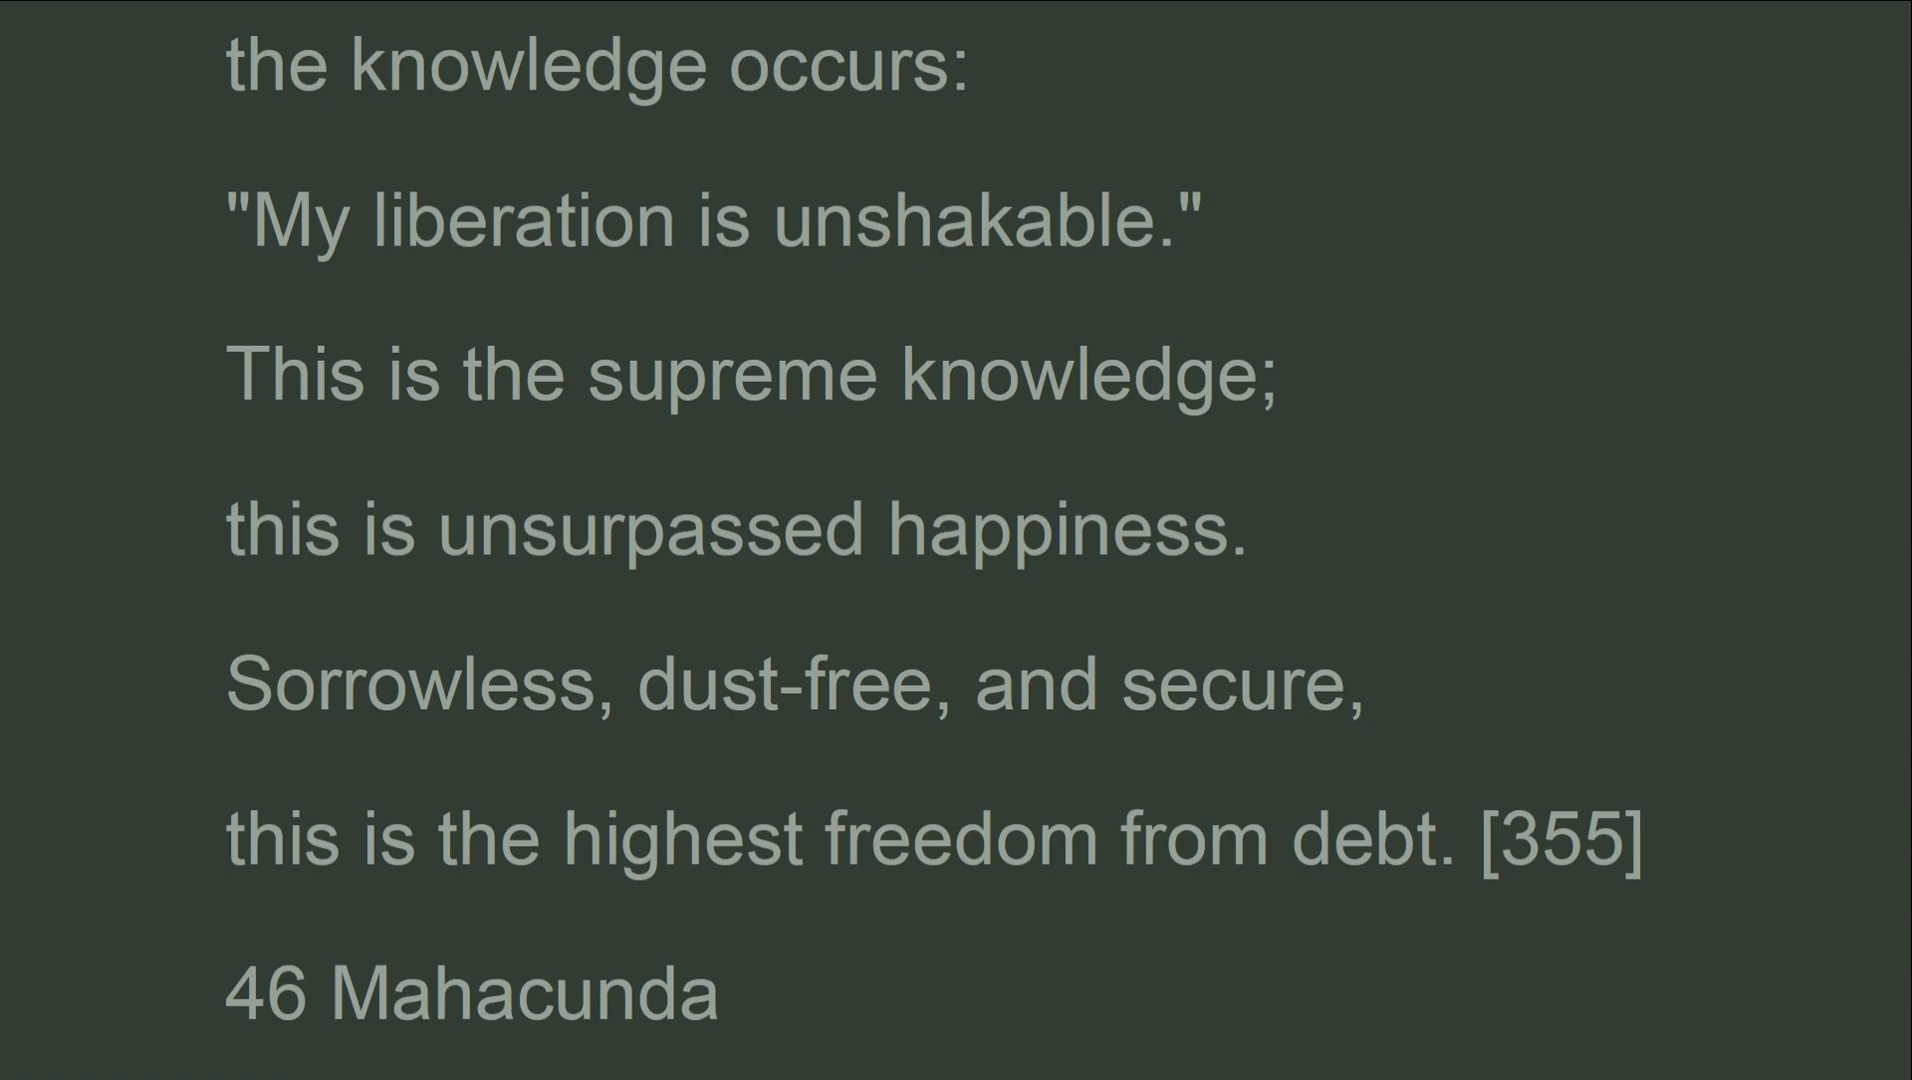 the knowledge occurs:
"My liberation is unshakable."
This is the supreme knowledge;
this is unsurpassed happiness.
Sorrowless, dust-free, and secure,
this is the highest freedom from debt. [355]
46 Mahacunda